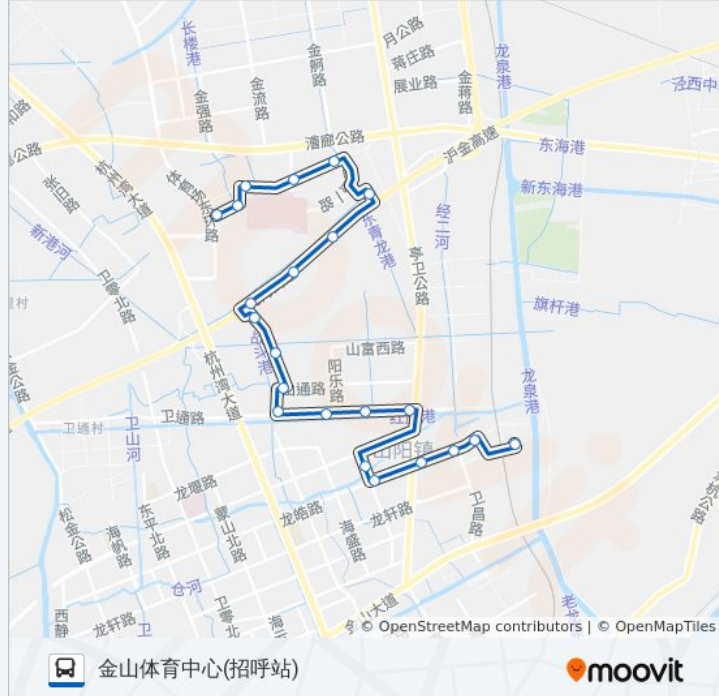 月公路
蒋庄路
展业路
长楼港
金舸路
金流路
金强路
金蒋路
龙泉港
泾西中
漕廊公路
沪金高速
东海港
新东海港
杭州湾大道
体育场
东环路
张旧路
新港河
卫零北路
东青龙港
经二河
亭卫公路
旗杆港
山富西路
阳乐路
龙泉港
杭州湾大道
卫通路
卫通村
卫山河
山阳镇
龙堰路
龙皓路
龙轩路
卫昌路
松金公路
海帆路
东平北路
蒙山北路
海盛路
仓河
西静
龙轩路
卫零北
© OpenStreetMap contributors | © OpenMapTiles
金山体育中心(招呼站)
moovit